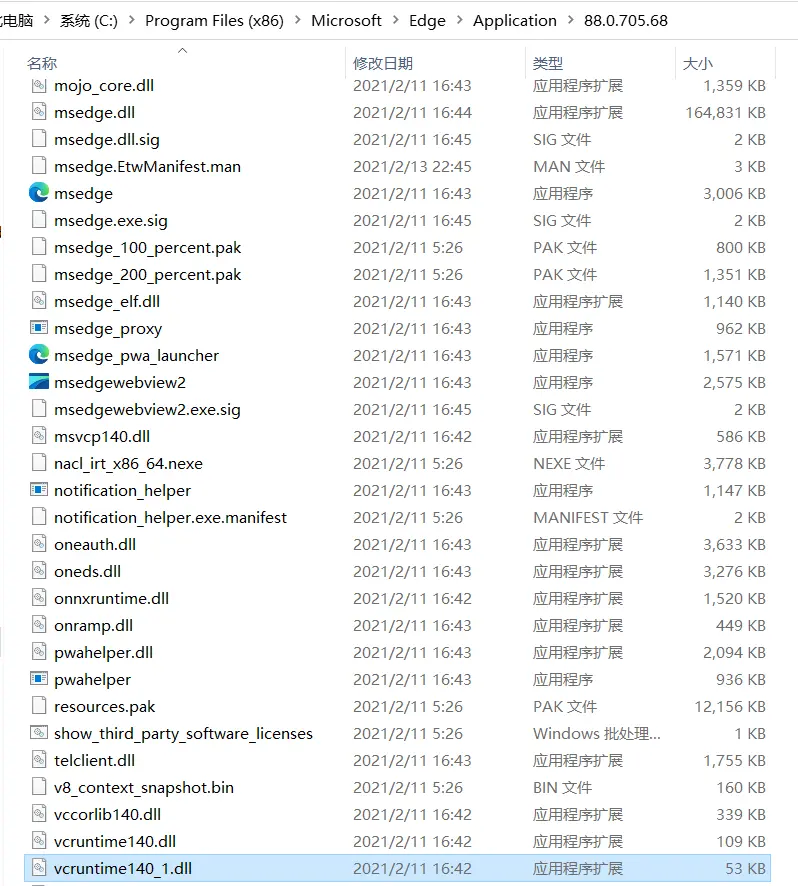 此电脑 > 系统 (C:) > Program Files (x86) > Microsoft > Edge > Application > 88.0.705.68
名称 修改日期 类型 大小
mojo_core.dll 2021/2/11 16:43 应用程序扩展 1,359 KB
msedge.dll 2021/2/11 16:44 应用程序扩展 164,831 KB
msedge.dll.sig 2021/2/11 16:45 SIG 文件 2 KB
msedge.EtwManifest.man 2021/2/13 22:45 MAN 文件 3 KB
msedge 2021/2/11 16:43 应用程序 3,006 KB
msedge.exe.sig 2021/2/11 16:45 SIG 文件 2 KB
msedge_100_percent.pak 2021/2/11 5:26 PAK 文件 800 KB
msedge_200_percent.pak 2021/2/11 5:26 PAK 文件 1,351 KB
msedge_elf.dll 2021/2/11 16:43 应用程序扩展 1,140 KB
msedge_proxy 2021/2/11 16:43 应用程序 962 KB
msedge_pwa_launcher 2021/2/11 16:43 应用程序 1,571 KB
msedgewebview2 2021/2/11 16:43 应用程序 2,575 KB
msedgewebview2.exe.sig 2021/2/11 16:45 SIG 文件 2 KB
msvcp140.dll 2021/2/11 16:42 应用程序扩展 586 KB
nacl_irt_x86_64.nexe 2021/2/11 5:26 NEXE 文件 3,778 KB
notification_helper 2021/2/11 16:43 应用程序 1,147 KB
notification_helper.exe.manifest 2021/2/11 5:26 MANIFEST 文件 2 KB
oneauth.dll 2021/2/11 16:43 应用程序扩展 3,633 KB
oneds.dll 2021/2/11 16:43 应用程序扩展 3,276 KB
onnxruntime.dll 2021/2/11 16:42 应用程序扩展 1,520 KB
onramp.dll 2021/2/11 16:43 应用程序扩展 449 KB
pwahelper.dll 2021/2/11 16:43 应用程序扩展 2,094 KB
pwahelper 2021/2/11 16:43 应用程序 936 KB
resources.pak 2021/2/11 5:26 PAK 文件 12,156 KB
show_third_party_software_licenses 2021/2/11 5:26 Windows 批处理... 1 KB
telclient.dll 2021/2/11 16:43 应用程序扩展 1,755 KB
v8_context_snapshot.bin 2021/2/11 5:26 BIN 文件 160 KB
vccorlib140.dll 2021/2/11 16:42 应用程序扩展 339 KB
vcruntime140.dll 2021/2/11 16:42 应用程序扩展 109 KB
vcruntime140_1.dll 2021/2/11 16:42 应用程序扩展 53 KB